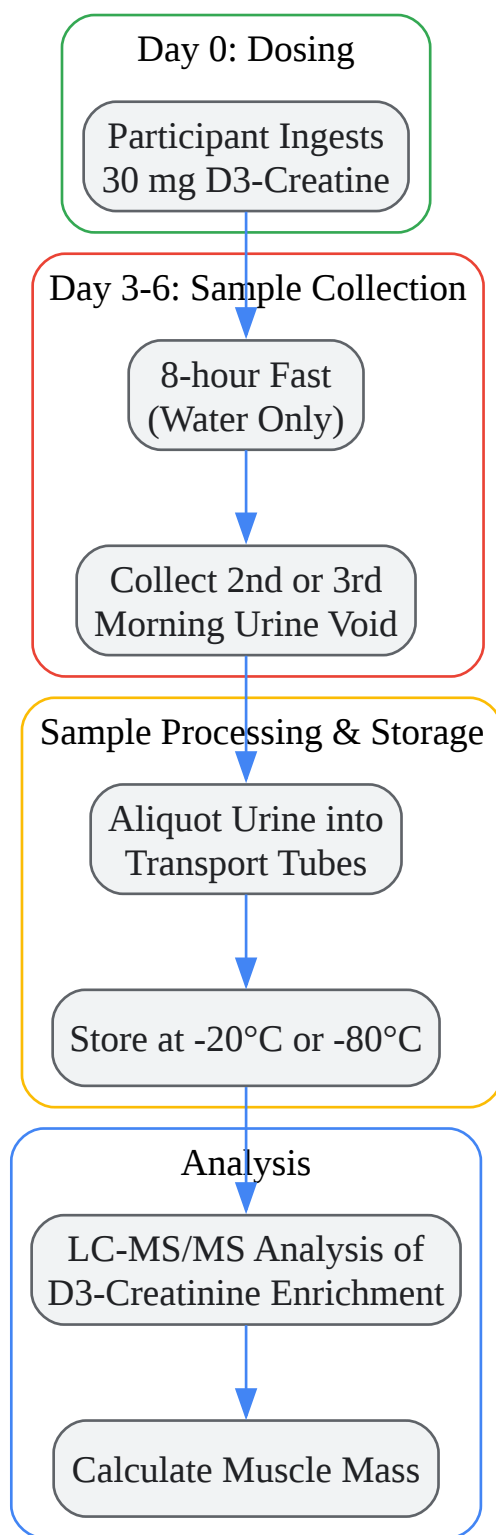 Day 0: Dosing
Participant Ingests
30 mg D3-Creatine
Day 3-6: Sample Collection
8-hour Fast
(Water Only)
Collect 2nd or 3rd
Morning Urine Void
Sample Processing & Storage
Aliquot Urine into
Transport Tubes
Store at -20°C or -80°C
Analysis
LC-MS/MS Analysis of
D3-Creatinine Enrichment
Calculate Muscle Mass